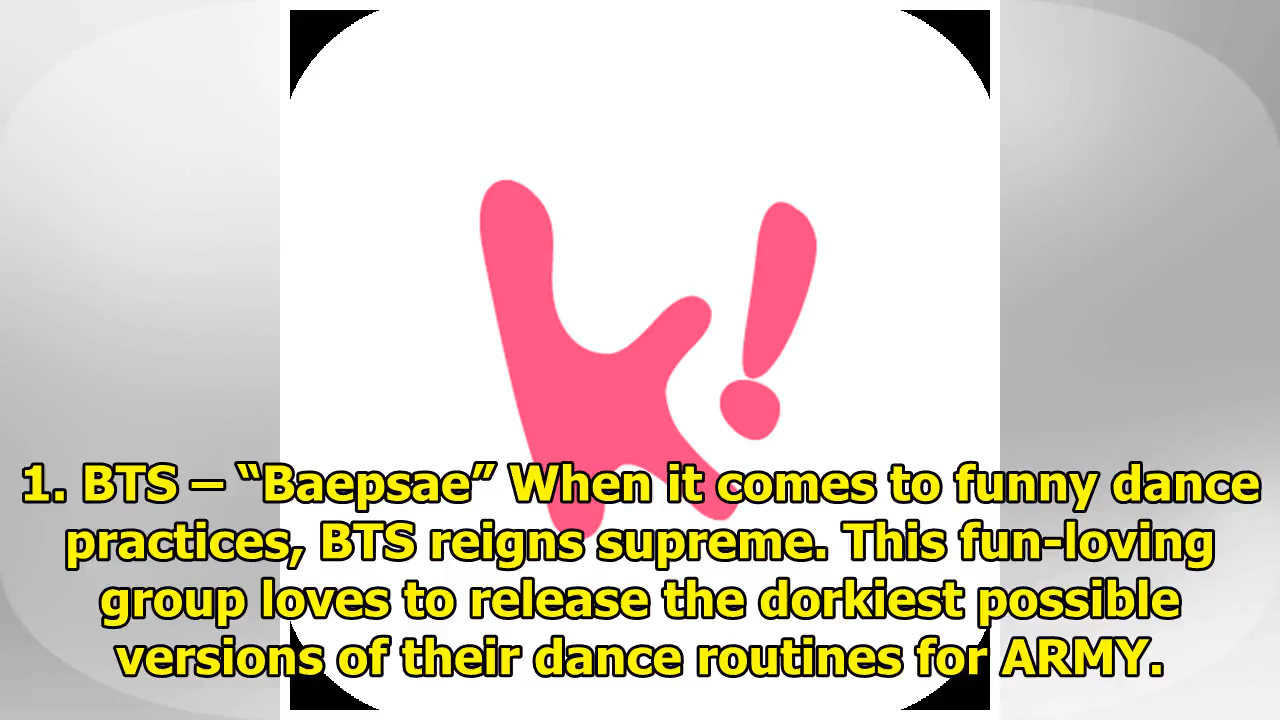 k!
1. BTS – “Baepsae” When it comes to funny dance
practices, BTS reigns supreme. This fun-loving
group loves to release the dorkiest possible
versions of their dance routines for ARMY.